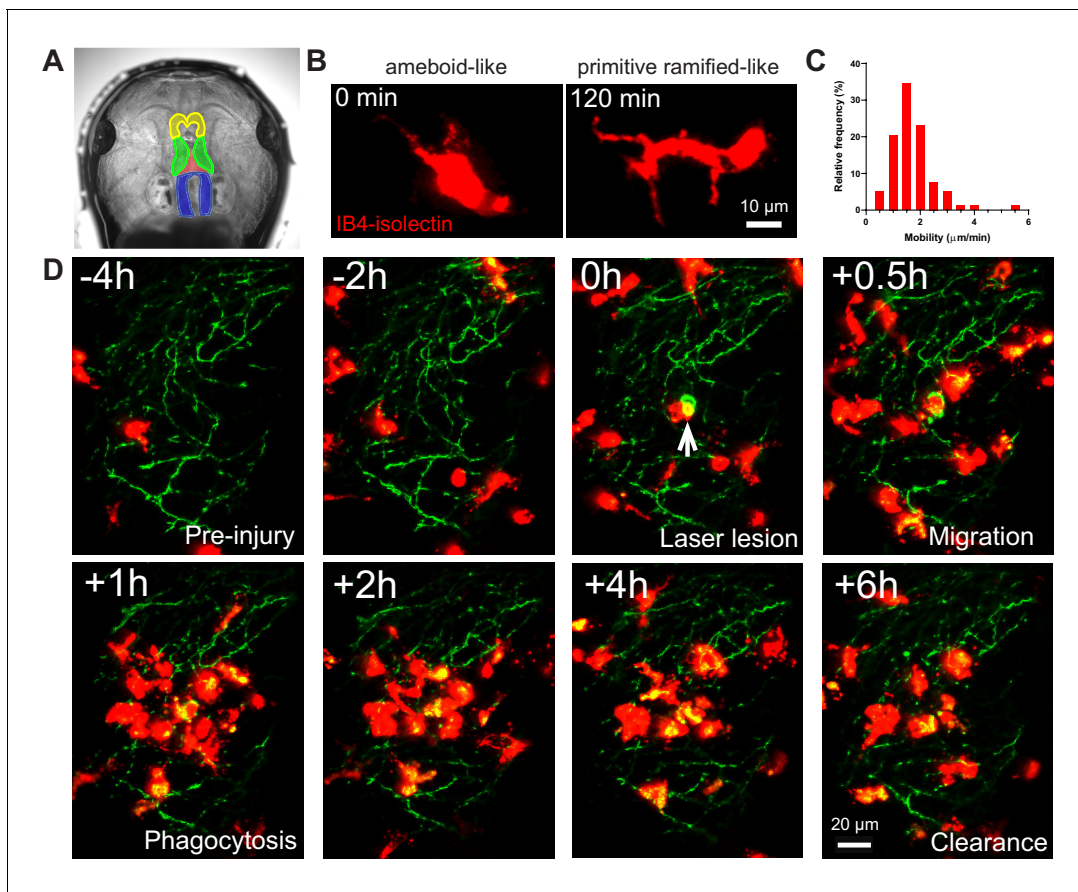 A
B
ameboid-like
primitive ramified-like
0 min
120 min
IB4-isolectin
10 µm
C
Relative frequency (%)
40
30
20
10
0
0 2 4 6
Mobility (µm/min)
D
-4h
-2h
0h
+0.5h
Pre-injury
Laser lesion
Migration
+1h
+2h
+4h
+6h
Phagocytosis
20 µm
Clearance